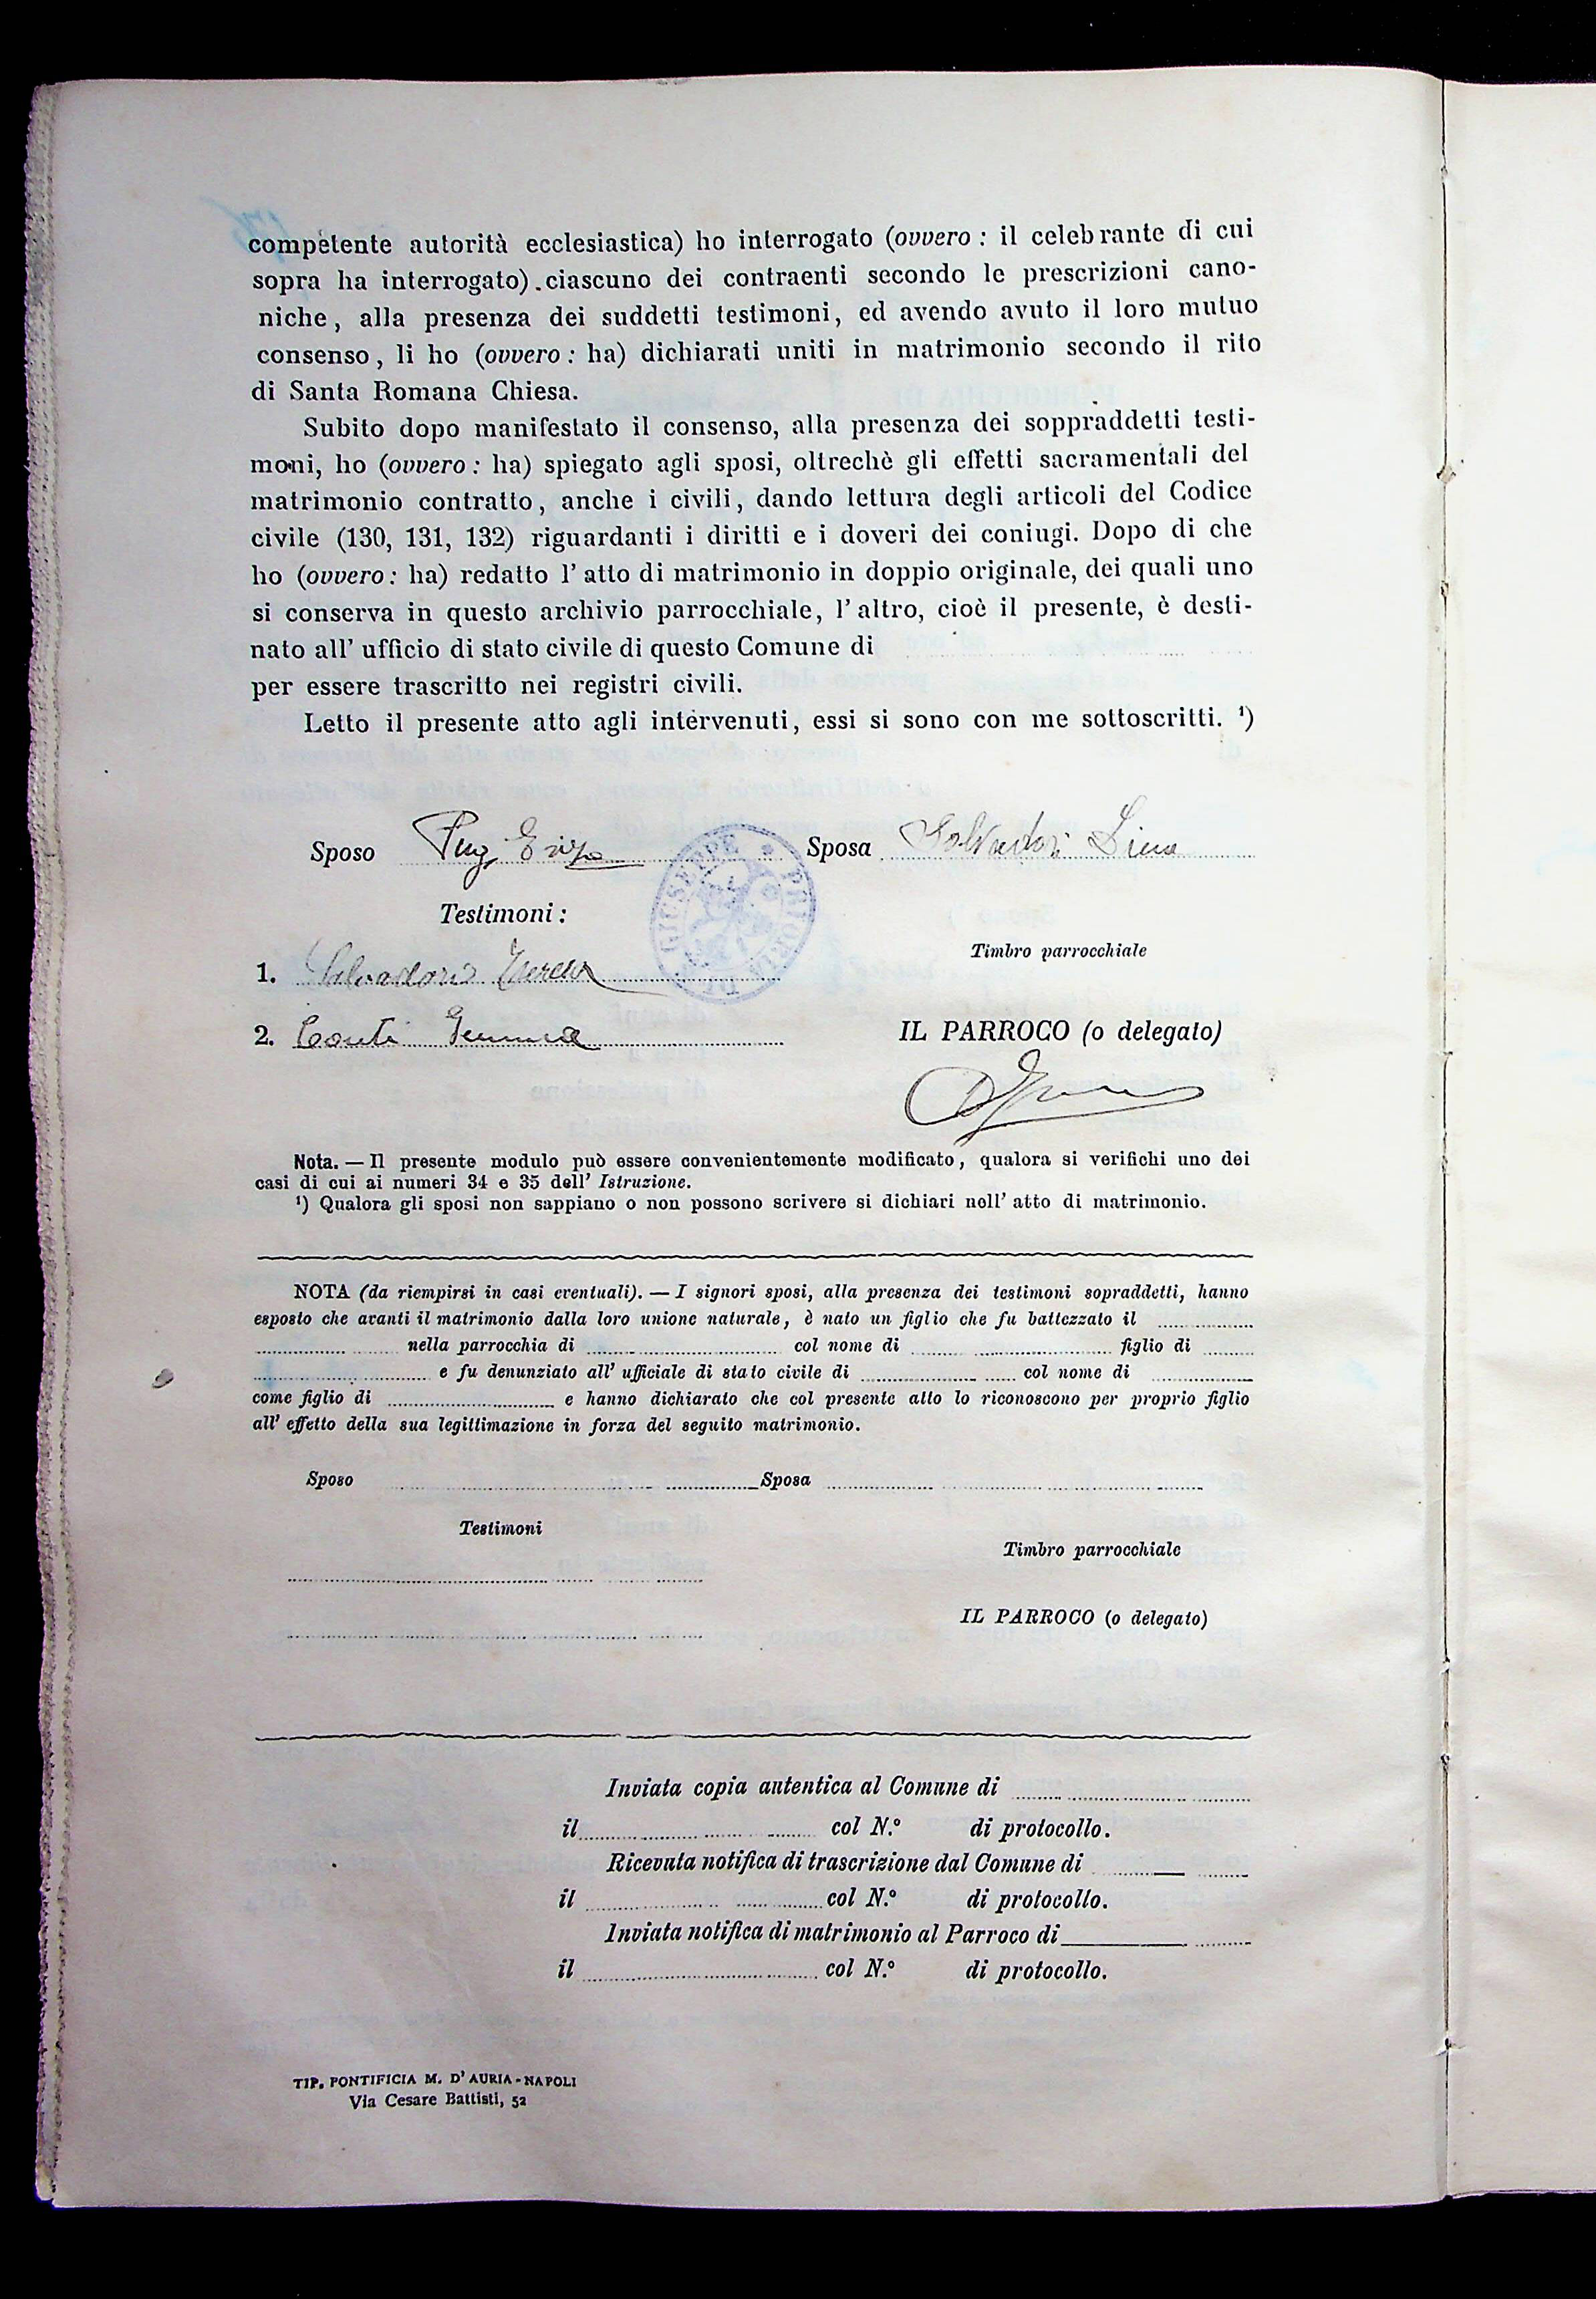 competente autorità ecclesiastica) ho interrogato (ovvero : il celebrante di cui
sopra ha interrogato) ciascuno dei contraenti secondo le prescrizioni cano-
niche, alla presenza dei suddetti testimoni, ed avendo avuto il loro mutuo
consenso, li ho (ovvero : ha) dichiarati uniti in matrimonio secondo il rito
di Santa Romana Chiesa.
Subito dopo manifestato il consenso, alla presenza dei soppraddetti testi-
moni, ho (ovvero : ha) spiegato agli sposi, oltrechè gli effetti sacramentali del
matrimonio contratto, anche i civili, dando lettura degli articoli del Codice
civile (130, 131, 132) riguardanti i diritti e i doveri dei coniugi. Dopo di che
ho (ovvero : ha) redatto l' atto di matrimonio in doppio originale, dei quali uno
si conserva in questo archivio parrocchiale, l' altro, cioè il presente, è desti-
nato all' ufficio di stato civile di questo Comune di
per essere trascritto nei registri civili.
Letto il presente atto agli intervenuti, essi si sono con me sottoscritti. ¹)
Sposo Sposa Salvadori Lina
Testimoni :
GIUSEPPE
Timbro parrocchiale
1. Salvadori
2. Conti Gemma
IL PARROCO (o delegato)
Nota. — Il presente modulo può essere convenientemente modificato, qualora si verifichi uno dei
casi di cui ai numeri 34 e 35 dell' Istruzione.
¹) Qualora gli sposi non sappiano o non possono scrivere si dichiari nell' atto di matrimonio.
NOTA (da riempirsi in casi eventuali). — I signori sposi, alla presenza dei testimoni sopraddetti, hanno
esposto che avanti il matrimonio dalla loro unione naturale, è nato un figlio che fu battezzato il
nella parrocchia di col nome di figlio di
e fu denunziato all' ufficiale di stato civile di col nome di
come figlio di e hanno dichiarato che col presente atto lo riconoscono per proprio figlio
all' effetto della sua legittimazione in forza del seguito matrimonio.
Sposo Sposa
Testimoni
Timbro parrocchiale
IL PARROCO (o delegato)
Inviata copia autentica al Comune di
il col N.º di protocollo.
Ricevuta notifica di trascrizione dal Comune di
il col N.º di protocollo.
Inviata notifica di matrimonio al Parroco di
il col N.º di protocollo.
TIP. PONTIFICIA M. D' AURIA - NAPOLI
Via Cesare Battisti, 52